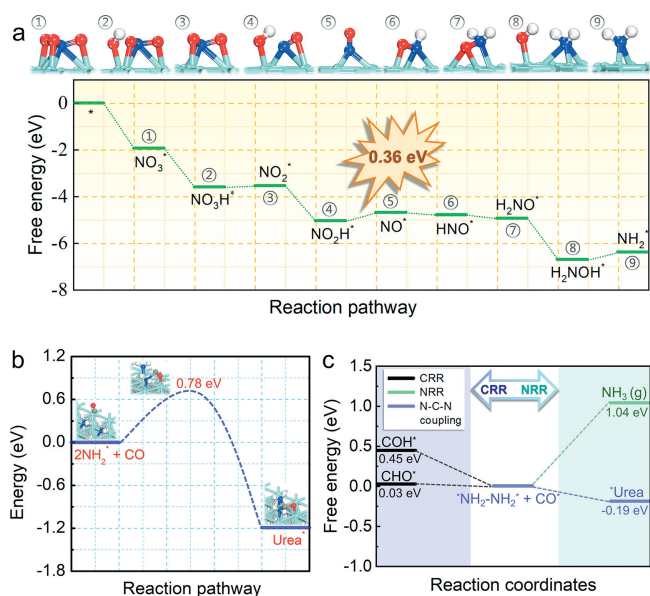 ① ② ③ ④ ⑤ ⑥ ⑦ ⑧ ⑨
a
Free energy (eV)
0
-2
-4
-6
-8
*
①
NO₃*
②
NO₃H*
NO₂*
③
④
NO₂H*
0.36 eV
⑤
NO*
⑥
HNO*
H₂NO*
⑦
⑧
H₂NOH*
NH₂*
⑨
Reaction pathway
b
Energy (eV)
1.2
0.6
0.0
-0.6
-1.2
-1.8
0.78 eV
2NH₂* + CO
Urea*
Reaction pathway
c
Free energy (eV)
1.5
1.0
0.5
0.0
-0.5
-1.0
CRR
NRR
N-C-N
coupling
CRR NRR
COH*
0.45 eV
CHO*
0.03 eV
*NH₂-NH₂* + CO*
NH₃ (g)
1.04 eV
*Urea
-0.19 eV
Reaction coordinates